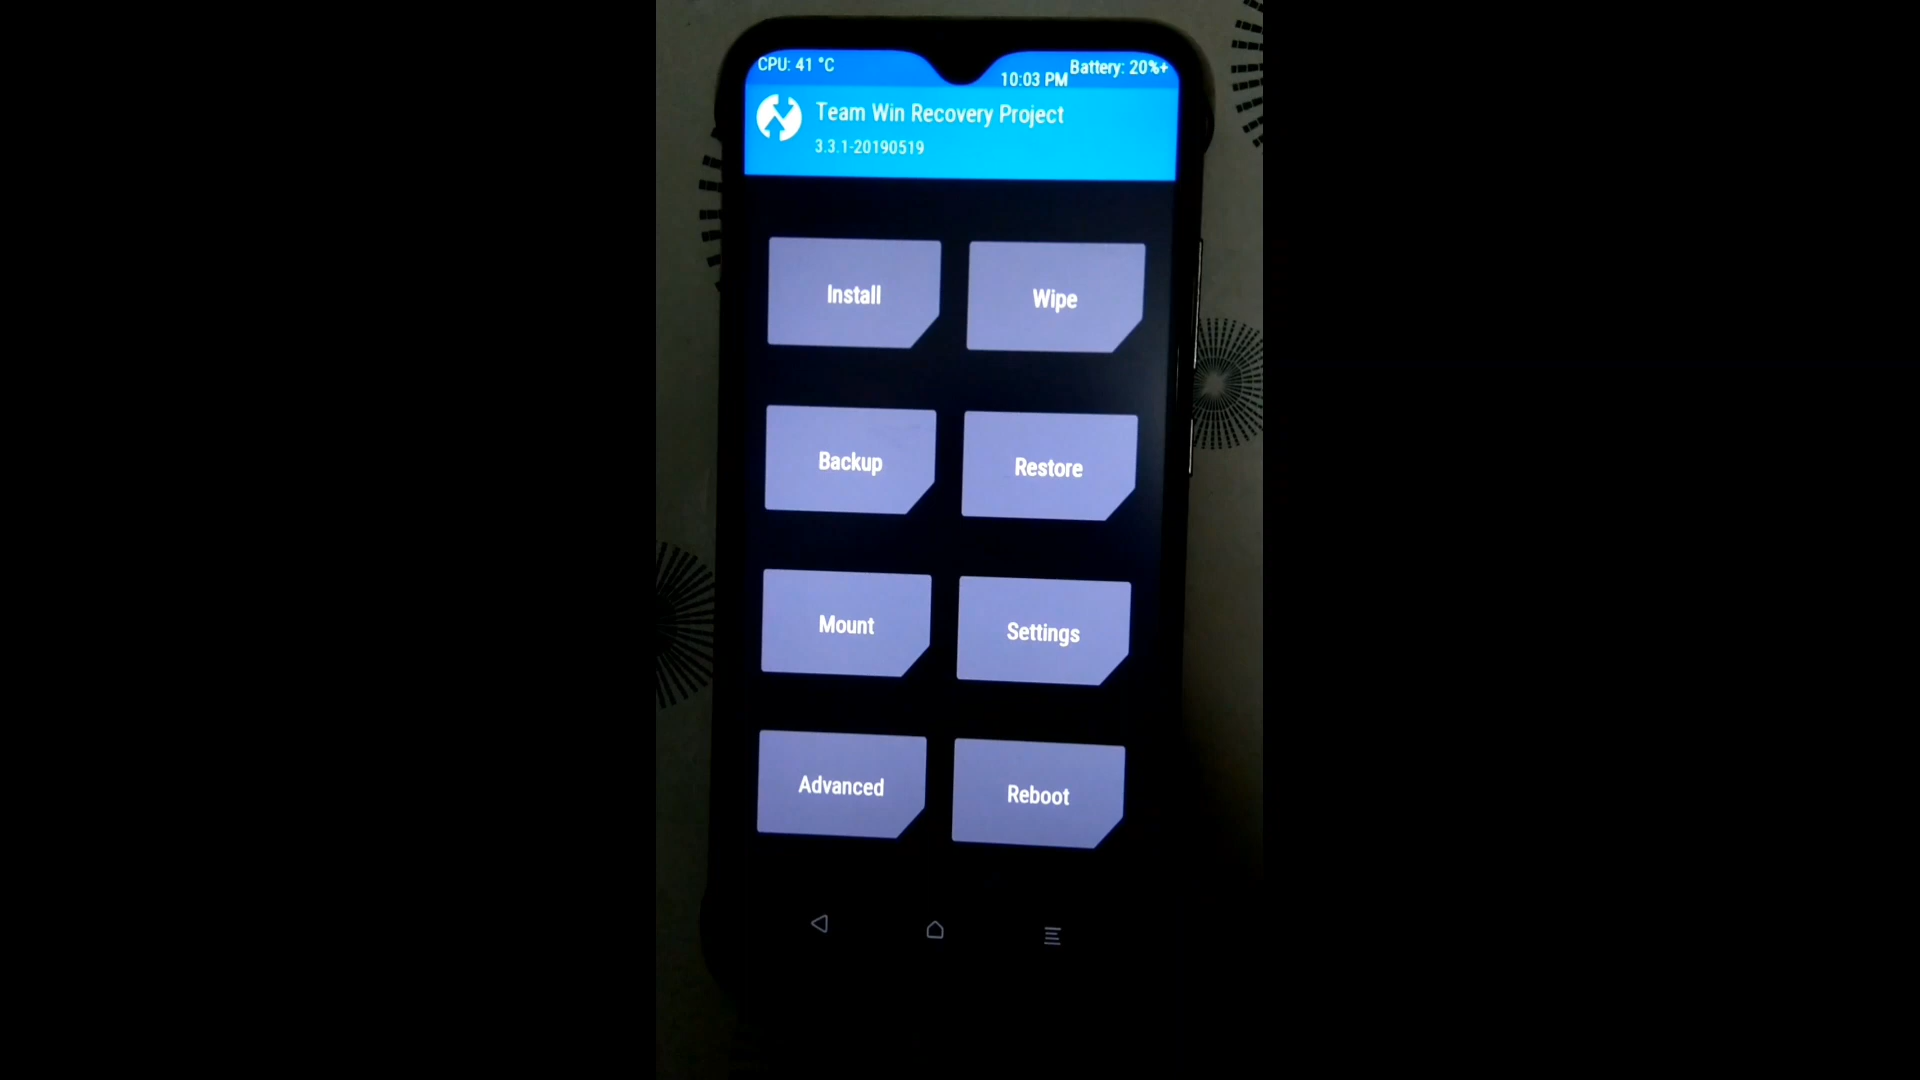 CPU: 41 °C
10:03 PM
Battery: 20%+
Team Win Recovery Project
3.3.1-20190519
Install
Wipe
Backup
Restore
Mount
Settings
Advanced
Reboot